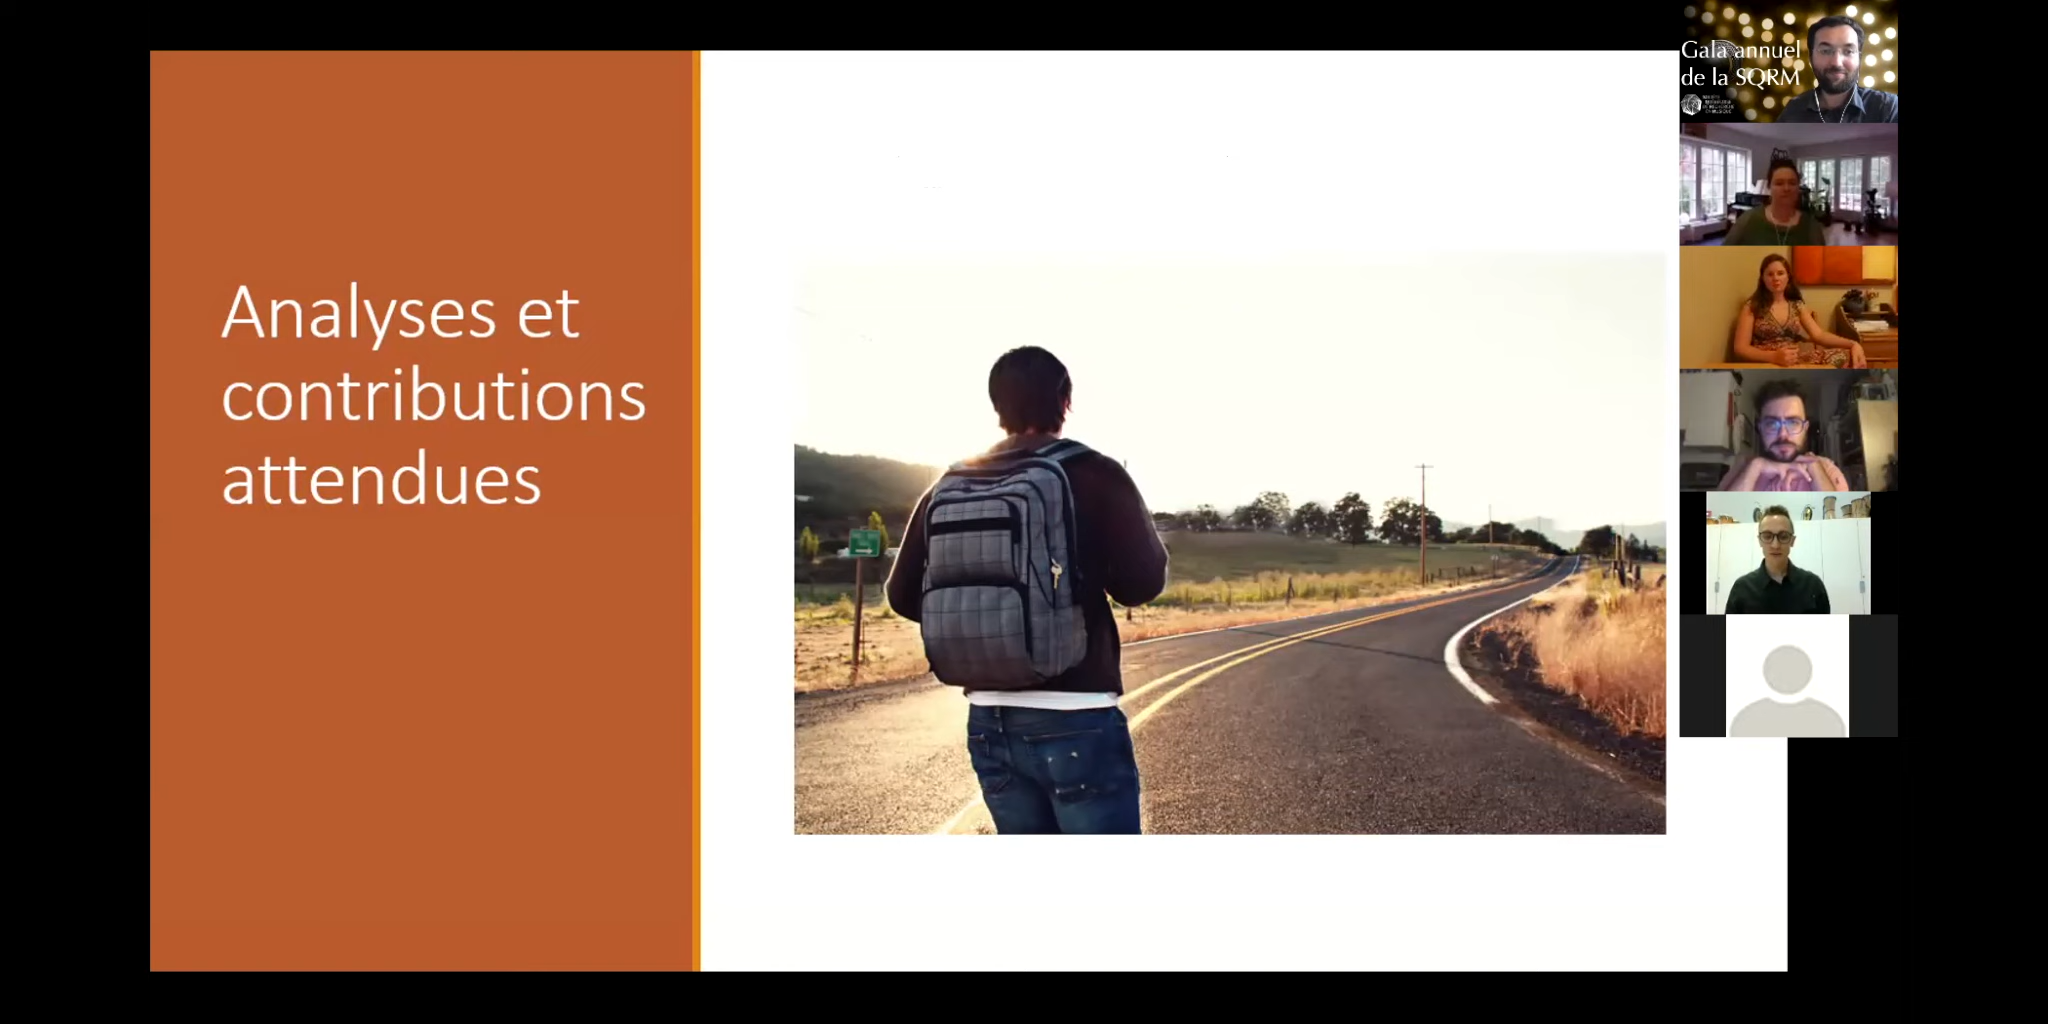 Analyses et
contributions
attendues
Gala annuel
de la SQRM